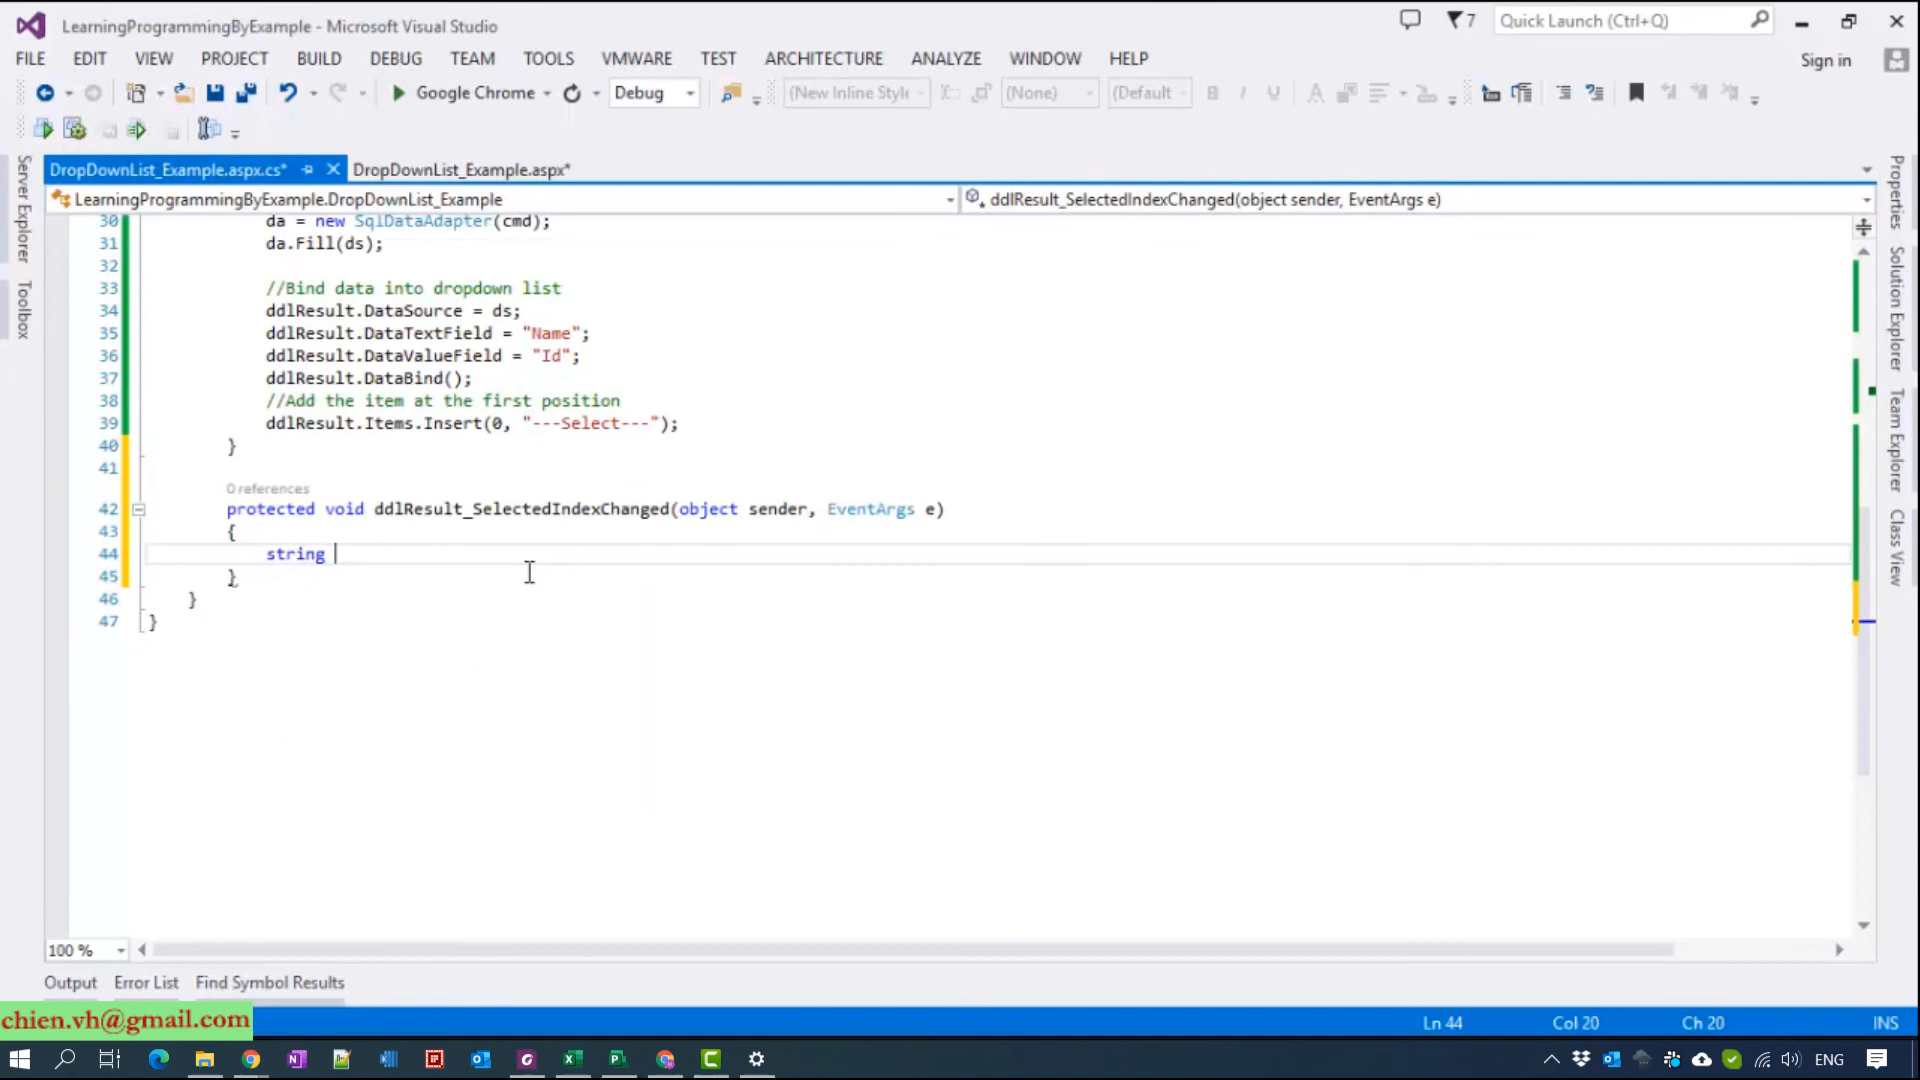 LearningProgrammingByExample - Microsoft Visual Studio
7
Quick Launch (Ctrl+Q)
FILE EDIT VIEW PROJECT BUILD DEBUG TEAM TOOLS VMWARE TEST ARCHITECTURE ANALYZE WINDOW HELP
Sign in
Google Chrome
Debug
(New Inline Style
(None)
(Default
B I U A
DropDownList_Example.aspx.cs*
DropDownList_Example.aspx*
LearningProgrammingByExample.DropDownList_Example
ddlResult_SelectedIndexChanged(object sender, EventArgs e)
Server Explorer
Toolbox
30 da = new SqlDataAdapter(cmd);
31 da.Fill(ds);
32
33 //Bind data into dropdown list
34 ddlResult.DataSource = ds;
35 ddlResult.DataTextField = "Name";
36 ddlResult.DataValueField = "Id";
37 ddlResult.DataBind();
38 //Add the item at the first position
39 ddlResult.Items.Insert(0, "---Select---");
40 }
41
0 references
42 protected void ddlResult_SelectedIndexChanged(object sender, EventArgs e)
43 {
44 string
45 }
46 }
47 }
Properties
Solution Explorer
Team Explorer
Class View
100 %
Output Error List Find Symbol Results
chien.vh@gmail.com
Ln 44 Col 20 Ch 20 INS
ENG